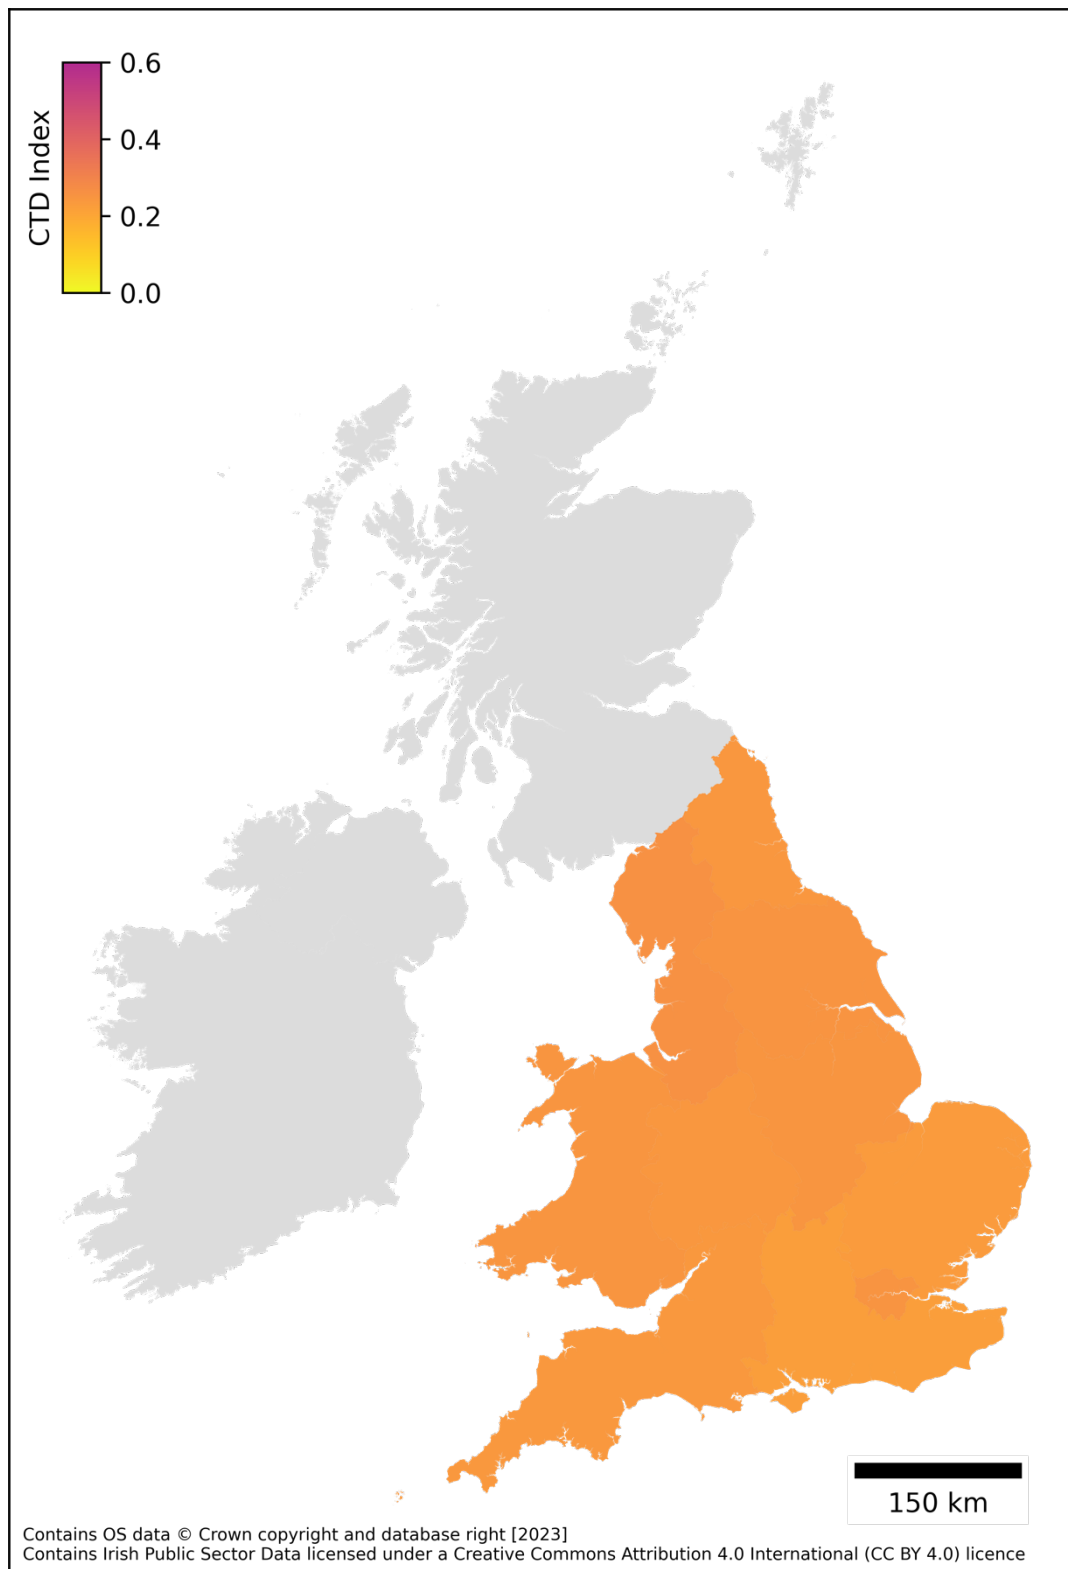 CTD Index
0.6
0.4
0.2
0.0
150 km
Contains OS data © Crown copyright and database right [2023]
Contains Irish Public Sector Data licensed under a Creative Commons Attribution 4.0 International (CC BY 4.0) licence